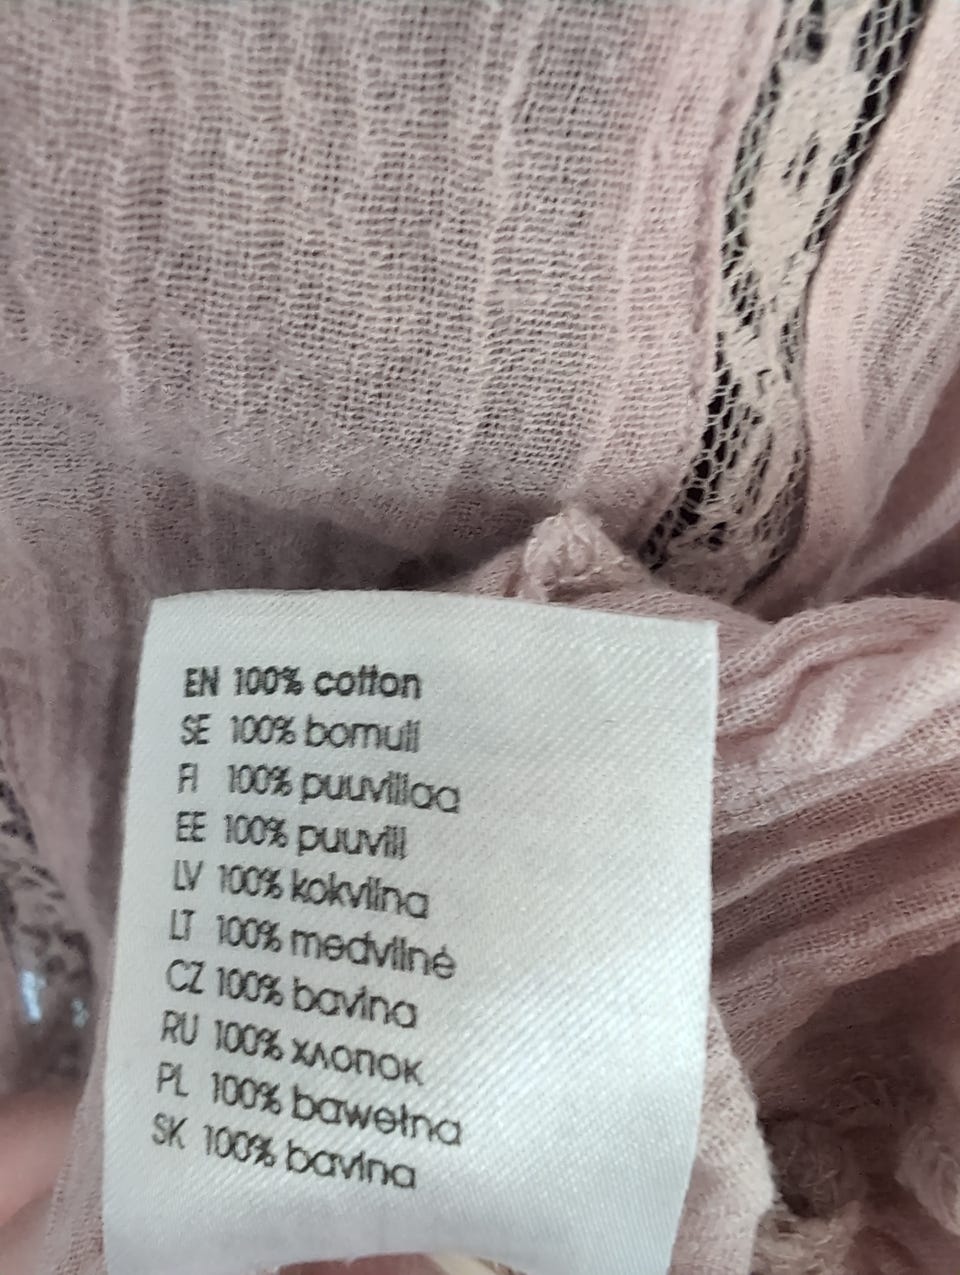 EN 100% cotton
SE 100% bomull
FI 100% puuvillaa
EE 100% puuvill
LV 100% kokvilna
LT 100% medvilnė
CZ 100% bavlna
RU 100% хлопок
PL 100% bawełna
SK 100% bavlna